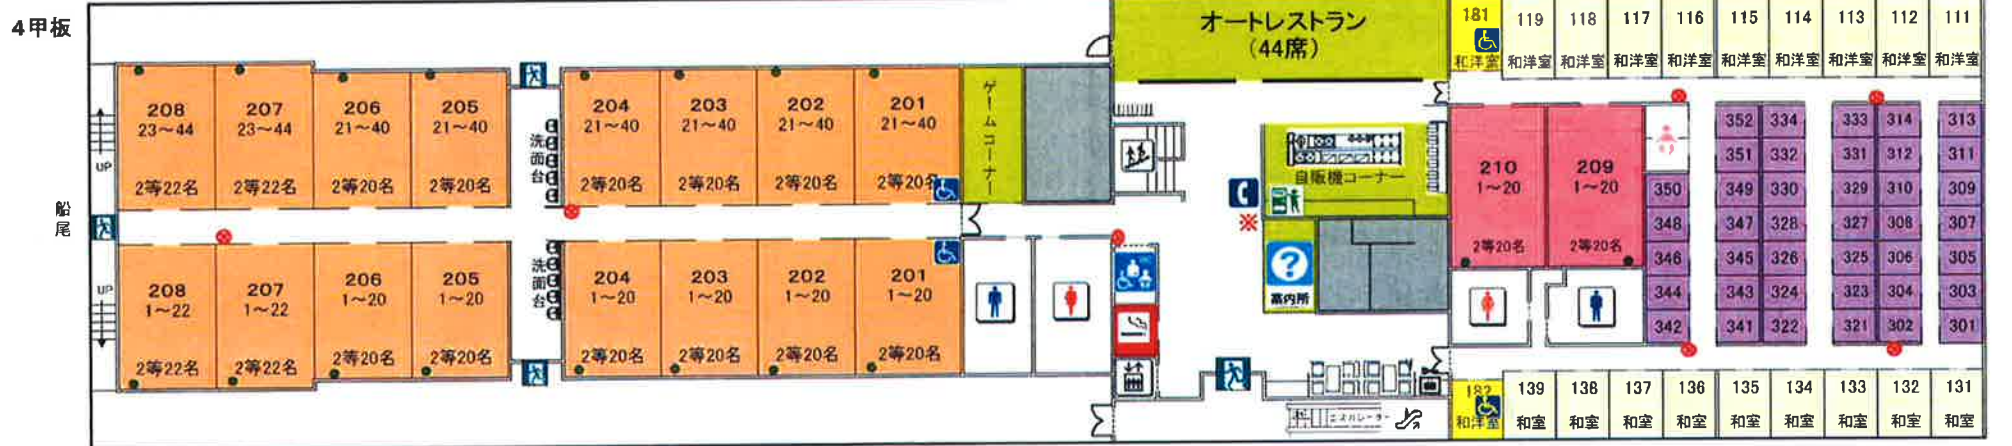 4甲板
オートレストラン
(44席)
181
和洋室
119
和洋室
118
和洋室
117
和洋室
116
和洋室
115
和洋室
114
和洋室
113
和洋室
112
和洋室
111
和洋室
208
23～44
2等22名
207
23～44
2等22名
206
21～40
2等20名
205
21～40
2等20名
洗面台
204
21～40
2等20名
203
21～40
2等20名
202
21～40
2等20名
201
21～40
2等20名
ゲームコーナー
自販機コーナー
210
1～20
2等20名
209
1～20
2等20名
352 334 333 314 313
351 332 331 312 311
350 349 330 329 310 309
348 347 328 327 308 307
346 345 326 325 306 305
344 343 324 323 304 303
342 341 322 321 302 301
UP
船尾
UP
※
?
案内所
208
1～22
2等22名
207
1～22
2等22名
206
1～20
2等20名
205
1～20
2等20名
洗面台
204
1～20
2等20名
203
1～20
2等20名
202
1～20
2等20名
201
1～20
2等20名
エスカレーター
182
和洋室
139
和室
138
和室
137
和室
136
和室
135
和室
134
和室
133
和室
132
和室
131
和室